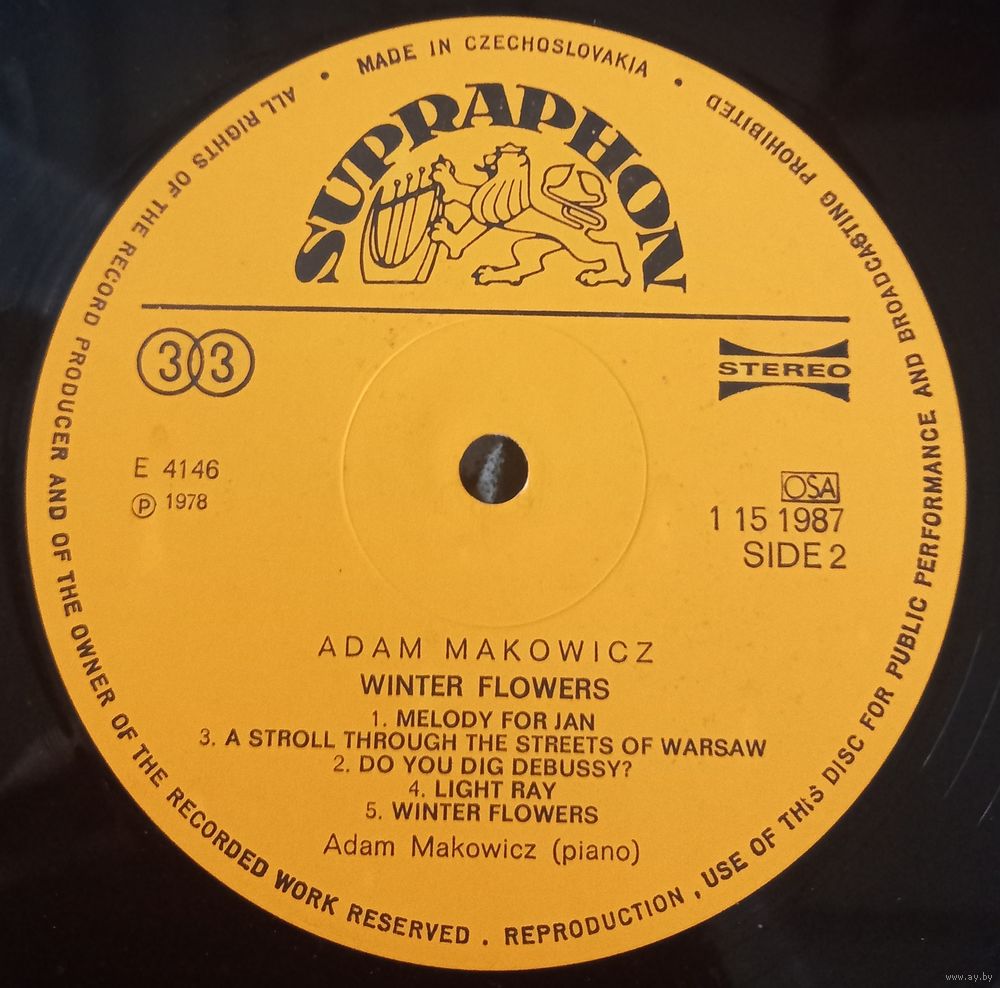 MADE IN CZECHOSLOVAKIA
ALL RIGHTS OF THE RECORD PRODUCER AND OF THE OWNER OF THE RECORDED WORK RESERVED . REPRODUCTION , USE OF THIS DISC FOR PUBLIC PERFORMANCE AND BROADCASTING PROHIBITED
SUPRAPHON
33
STEREO
E 4146
℗ 1978
OSA
1 15 1987
SIDE 2
ADAM MAKOWICZ
WINTER FLOWERS
1. MELODY FOR JAN
3. A STROLL THROUGH THE STREETS OF WARSAW
2. DO YOU DIG DEBUSSY?
4. LIGHT RAY
5. WINTER FLOWERS
Adam Makowicz (piano)
www.ay.by